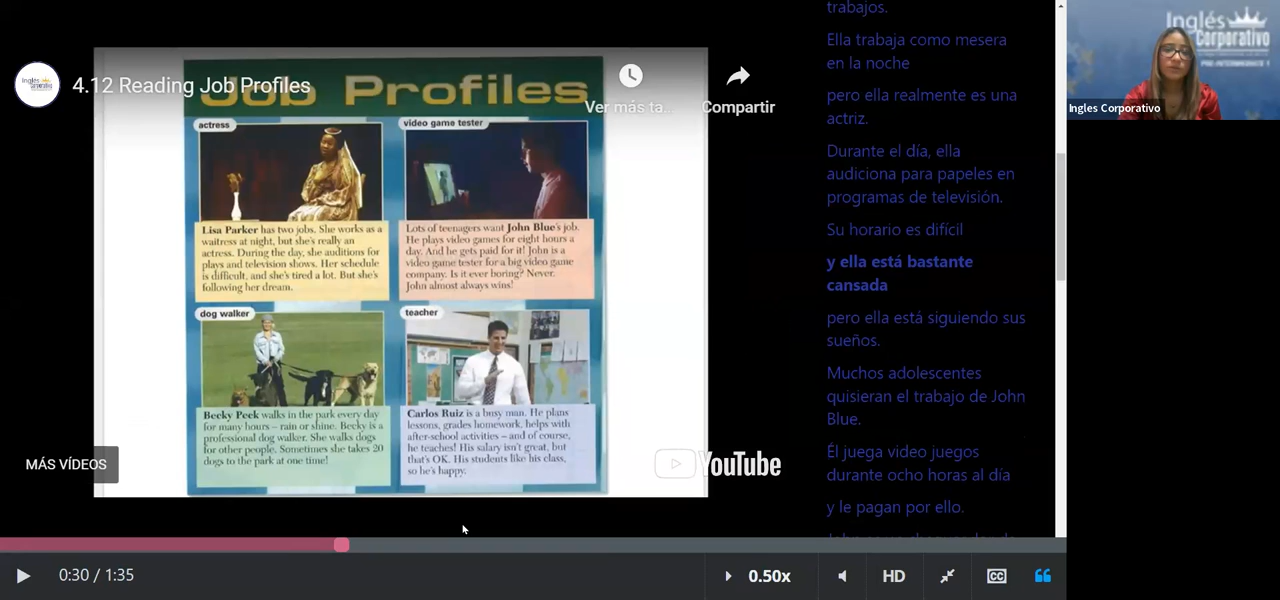 4.12 Reading Job Profiles
Job Profiles
Ver más ta...
Compartir
actress
Lisa Parker has two jobs. She works as a
waitress at night, but she's really an
actress. During the day, she auditions for
plays and television shows. Her schedule
is difficult, and she's tired a lot. But she's
following her dream.
video game tester
Lots of teenagers want John Blue's job.
He plays video games for eight hours a
day. And he gets paid for it! John is a
video game tester for a big video game
company. Is it ever boring? Never.
John almost always wins!
dog walker
Becky Peck walks in the park every day
for many hours – rain or shine. Becky is a
professional dog walker. She walks dogs
for other people. Sometimes she takes 20
dogs to the park at one time!
teacher
Carlos Ruiz is a busy man. He plans
lessons, grades homework, helps with
after-school activities – and of course,
he teaches! His salary isn't great, but
that's OK. His students like his class,
so he's happy.
MÁS VÍDEOS
YouTube
0:30 / 1:35
0.50x
HD
CC
trabajos.
Ella trabaja como mesera
en la noche
pero ella realmente es una
actriz.
Durante el día, ella
audiciona para papeles en
programas de televisión.
Su horario es difícil
y ella está bastante
cansada
pero ella está siguiendo sus
sueños.
Muchos adolescentes
quisieran el trabajo de John
Blue.
Él juega video juegos
durante ocho horas al día
y le pagan por ello.
Inglés
Corporativo
PRE-INTERMEDIATE 1
Ingles Corporativo